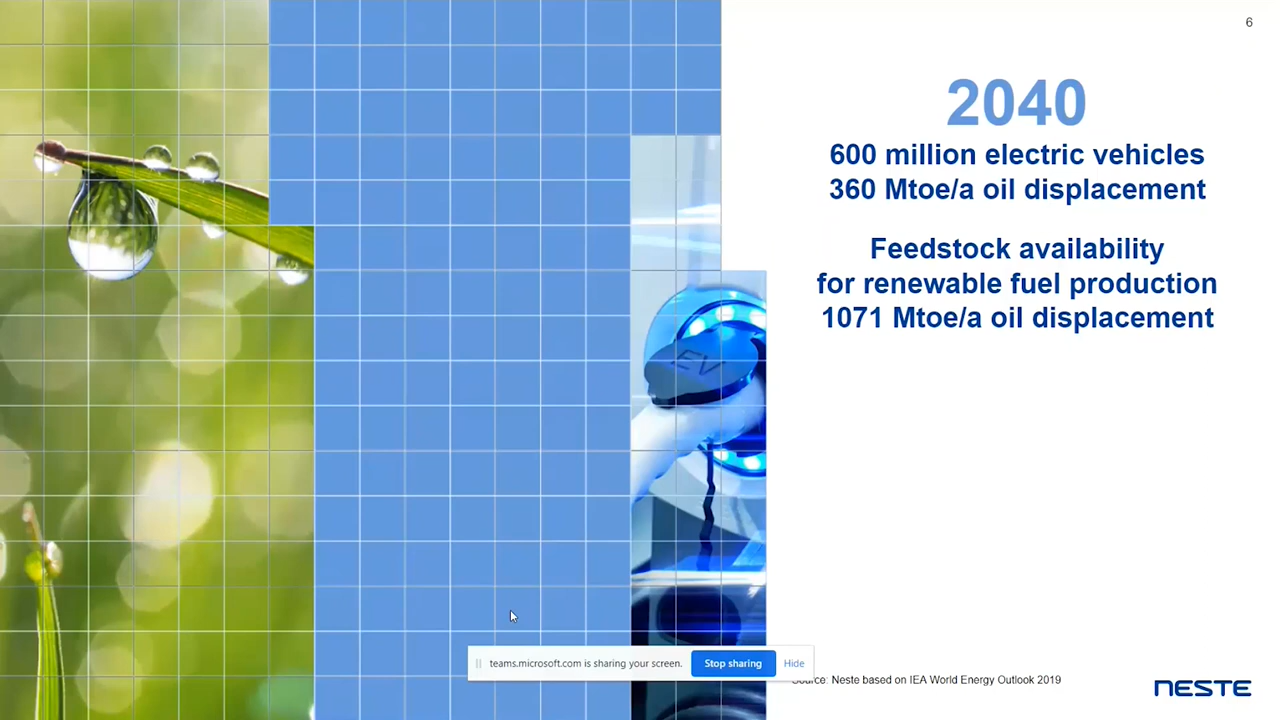 6
2040
600 million electric vehicles
360 Mtoe/a oil displacement
Feedstock availability
for renewable fuel production
1071 Mtoe/a oil displacement
EV
teams.microsoft.com is sharing your screen.
Stop sharing
Hide
Source: Neste based on IEA World Energy Outlook 2019
NESTE